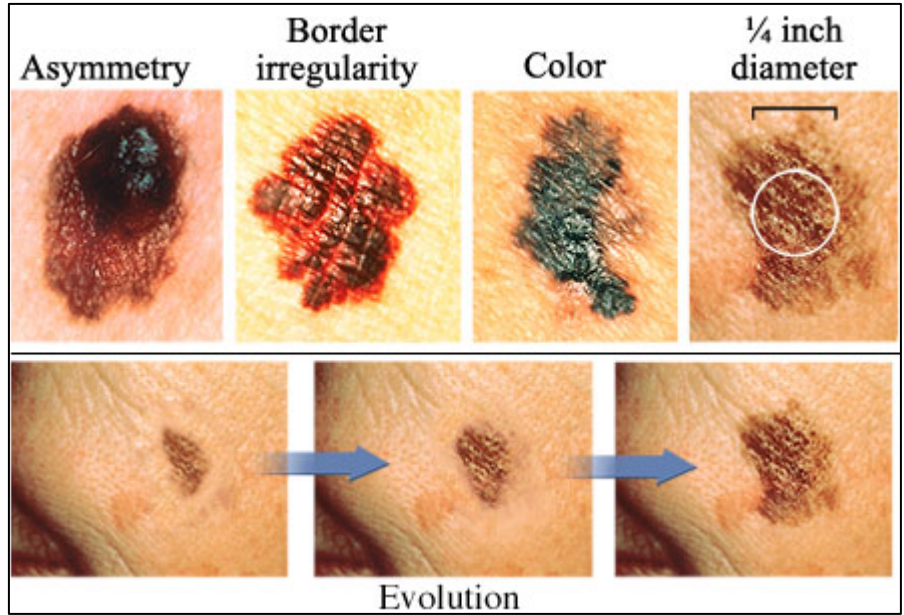 Asymmetry
Border
irregularity
Color
¼ inch
diameter
Evolution